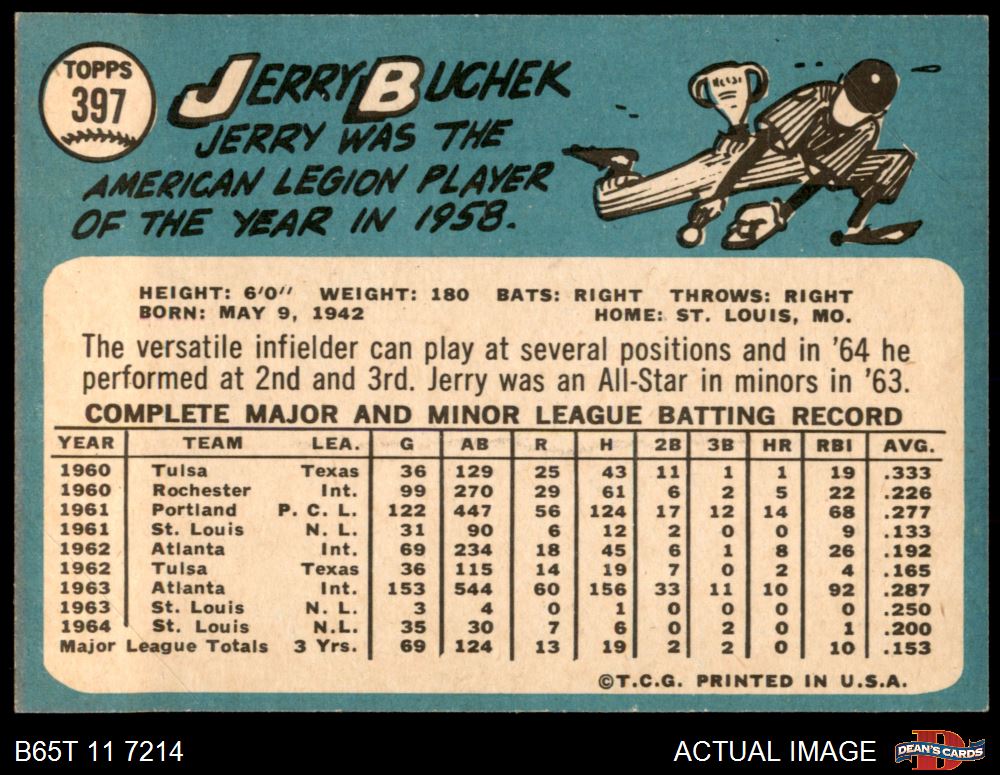 TOPPS
397
JERRY BUCHEK
JERRY WAS THE
AMERICAN LEGION PLAYER
OF THE YEAR IN 1958.
HEIGHT: 6'0" WEIGHT: 180 BATS: RIGHT THROWS: RIGHT
BORN: MAY 9, 1942 HOME: ST. LOUIS, MO.
The versatile infielder can play at several positions and in '64 he
performed at 2nd and 3rd. Jerry was an All-Star in minors in '63.
COMPLETE MAJOR AND MINOR LEAGUE BATTING RECORD
YEAR TEAM LEA. G AB R H 2B 3B HR RBI AVG.
1960 Tulsa Texas 36 129 25 43 11 1 1 19 .333
1960 Rochester Int. 99 270 29 61 6 2 5 22 .226
1961 Portland P. C. L. 122 447 56 124 17 12 14 68 .277
1961 St. Louis N. L. 31 90 6 12 2 0 0 9 .133
1962 Atlanta Int. 69 234 18 45 6 1 8 26 .192
1962 Tulsa Texas 36 115 14 19 7 0 2 4 .165
1963 Atlanta Int. 153 544 60 156 33 11 10 92 .287
1963 St. Louis N. L. 3 4 0 1 0 0 0 0 .250
1964 St. Louis N.L. 35 30 7 6 0 2 0 1 .200
Major League Totals 3 Yrs. 69 124 13 19 2 2 0 10 .153
©T.C.G. PRINTED IN U.S.A.
B65T 11 7214 ACTUAL IMAGE DEAN'S CARDS